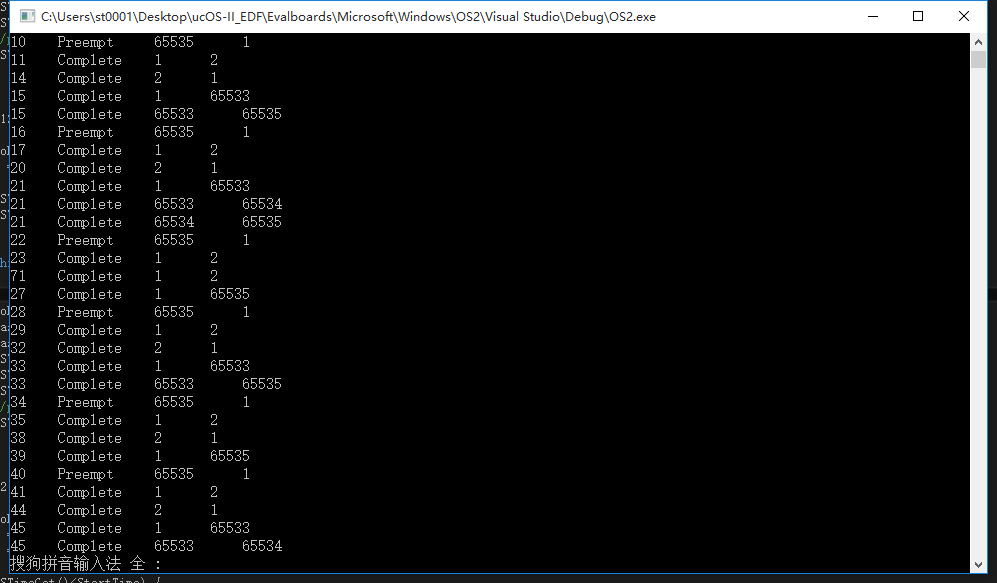 C:\Users\st0001\Desktop\ucOS-II_EDF\Evalboards\Microsoft\Windows\OS2\Visual Studio\Debug\OS2.exe
10 Preempt 65535 1
11 Complete 1 2
14 Complete 2 1
15 Complete 1 65533
15 Complete 65533 65535
16 Preempt 65535 1
17 Complete 1 2
20 Complete 2 1
21 Complete 1 65533
21 Complete 65533 65534
21 Complete 65534 65535
22 Preempt 65535 1
23 Complete 1 2
71 Complete 1 2
27 Complete 1 65535
28 Preempt 65535 1
29 Complete 1 2
32 Complete 2 1
33 Complete 1 65533
33 Complete 65533 65535
34 Preempt 65535 1
35 Complete 1 2
38 Complete 2 1
39 Complete 1 65535
40 Preempt 65535 1
41 Complete 1 2
44 Complete 2 1
45 Complete 1 65533
45 Complete 65533 65534
搜狗拼音输入法 全 :